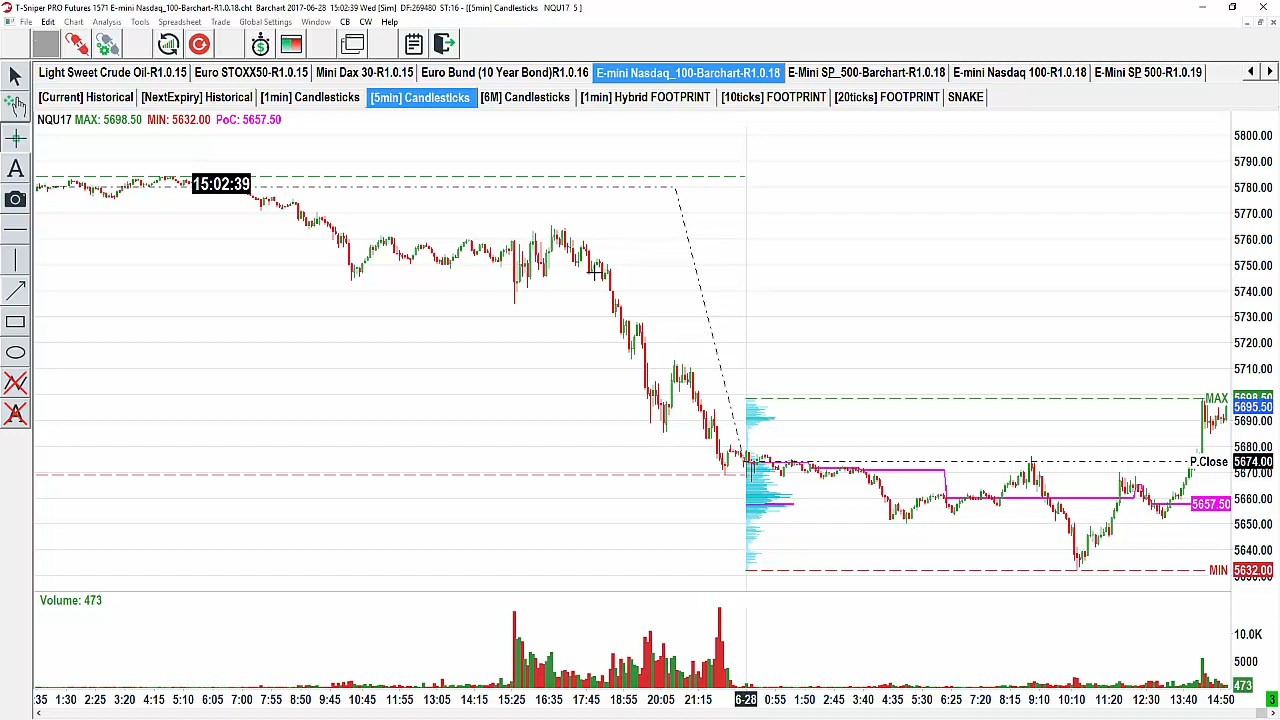 T-Sniper PRO Futures 1571 E-mini Nasdaq_100-Barchart-R1.0.18.cht Barchart 2017-06-28 15:02:39 Wed [Sim] DF:269480 ST:16 - [[5min] Candlesticks NQU17 5 ]
File Edit Chart Analysis Tools Spreadsheet Trade Global Settings Window CB CW Help
Light Sweet Crude Oil-R1.0.15 Euro STOXX50-R1.0.15 Mini Dax 30-R1.0.15 Euro Bund (10 Year Bond)R1.0.16 E-mini Nasdaq_100-Barchart-R1.0.18 E-Mini SP_500-Barchart-R1.0.18 E-mini Nasdaq 100-R1.0.18 E-Mini SP 500-R1.0.19
[Current] Historical [NextExpiry] Historical [1min] Candlesticks [5min] Candlesticks [6M] Candlesticks [1min] Hybrid FOOTPRINT [10ticks] FOOTPRINT [20ticks] FOOTPRINT SNAKE
NQU17 MAX: 5698.50 MIN: 5632.00 PoC: 5657.50
5800.00
5790.00
15:02:39
5780.00
5770.00
5760.00
5750.00
5740.00
5730.00
5720.00
5710.00
MAX 5698.50
5695.50
5690.00
5680.00
P.Close 5674.00
5670.00
5660.00
5657.50
5650.00
5640.00
MIN 5632.00
Volume: 473
10.0K
5000
473
:35 1:30 2:25 3:20 4:15 5:10 6:05 7:00 7:55 8:50 9:45 10:45 11:45 12:40 13:35 14:30 15:25 16:35 17:45 18:55 20:05 21:15 6-28 0:55 1:50 2:45 3:40 4:35 5:30 6:25 7:20 8:15 9:10 10:10 11:10 12:30 13:40 14:50 3